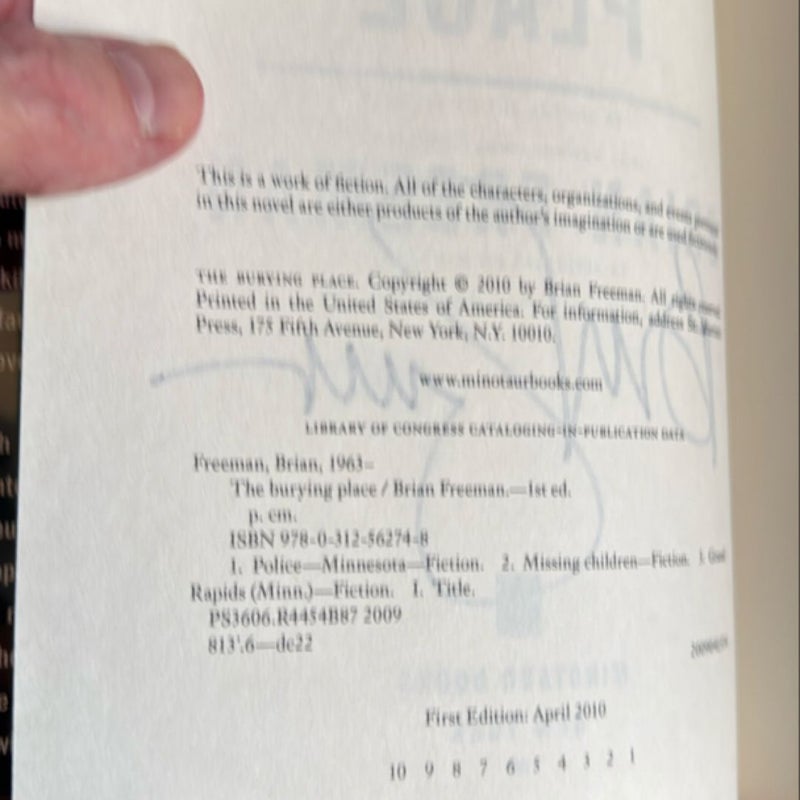 This is a work of fiction. All of the characters, organizations, and events
in this novel are either products of the author's imagination or are used
THE BURYING PLACE. Copyright © 2010 by Brian Freeman. All rights
Printed in the United States of America. For information, address St.
Press, 175 Fifth Avenue, New York, N.Y. 10010.
www.minotaurbooks.com
LIBRARY OF CONGRESS CATALOGING-IN-PUBLICATION DATA
Freeman, Brian, 1963–
The burying place / Brian Freeman.—1st ed.
p. cm.
ISBN 978-0-312-56274-8
1. Police—Minnesota—Fiction. 2. Missing children—Fiction. 3.
Rapids (Minn.)—Fiction. I. Title.
PS3606.R4454B87 2009
813'.6—dc22
First Edition: April 2010
10 9 8 7 6 5 4 3 2 1